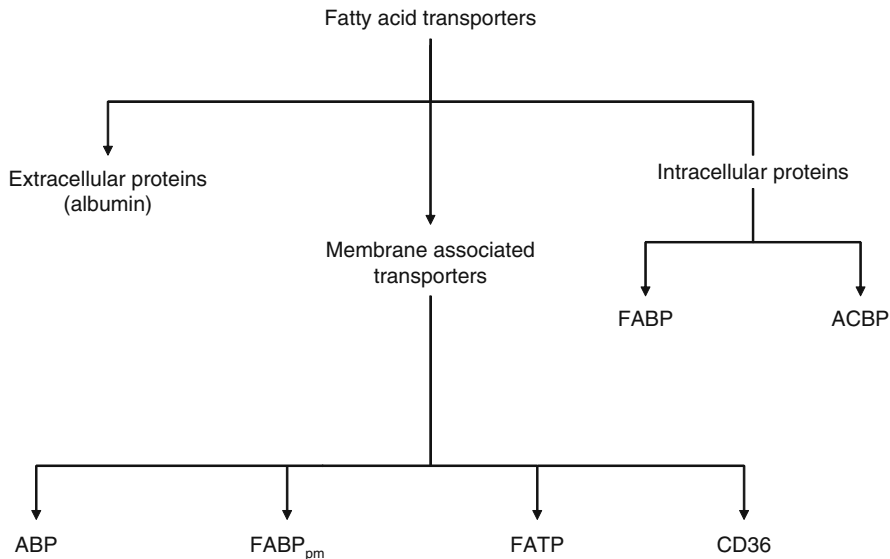 Fatty acid transporters
Extracellular proteins
(albumin)
Intracellular proteins
Membrane associated
transporters
FABP
ACBP
ABP
FABPpm
FATP
CD36